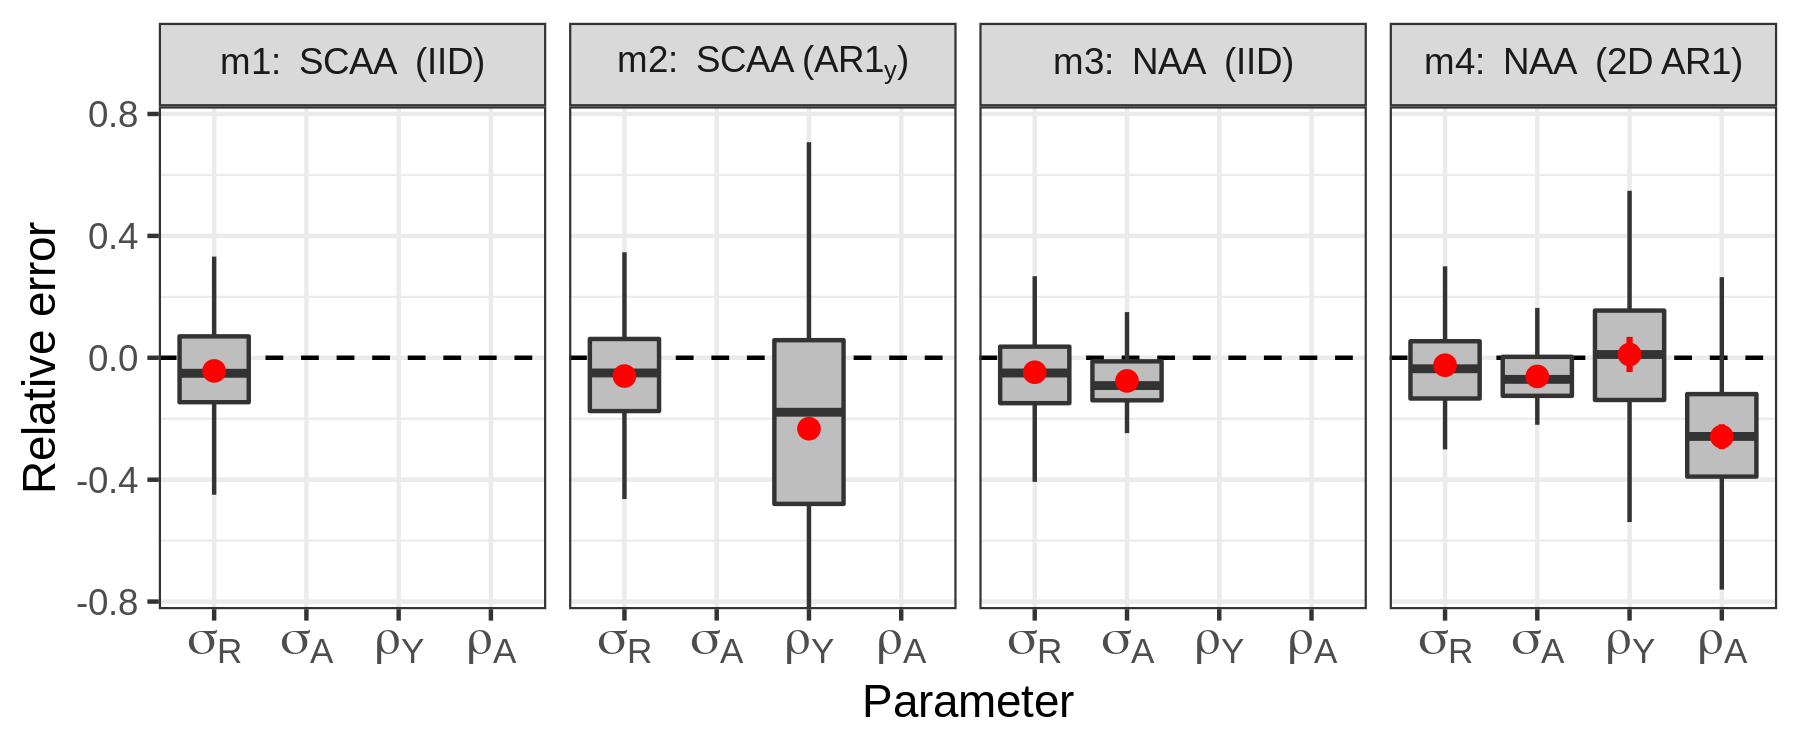 m1: SCAA (IID)
m2: SCAA (AR1y)
m3: NAA (IID)
m4: NAA (2D AR1)
Relative error
0.8
0.4
0.0
-0.4
-0.8
σR σA ρY ρA
σR σA ρY ρA
σR σA ρY ρA
σR σA ρY ρA
Parameter